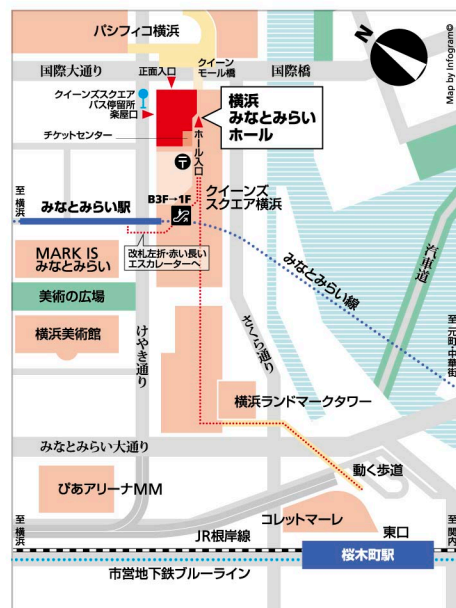 パシフィコ横浜
クイーン
モール橋
国際大通り
国際橋
正面入口
クイーンズスクエア
バス停留所
楽屋口
横浜
みなとみらい
ホール
チケットセンター
ホール入口
N
Map by Infogram©
B3F→1F
クイーンズ
スクエア横浜
至 横浜
みなとみらい駅
改札左折・赤い長い
エスカレーターへ
MARK IS
みなとみらい
みなとみらい線
汽車道
美術の広場
横浜美術館
けやき通り
さくら通り
至 元町・中華街
横浜ランドマークタワー
みなとみらい大通り
動く歩道
ぴあアリーナMM
コレットマーレ
東口
至 横浜
JR根岸線
至 関内
桜木町駅
市営地下鉄ブルーライン